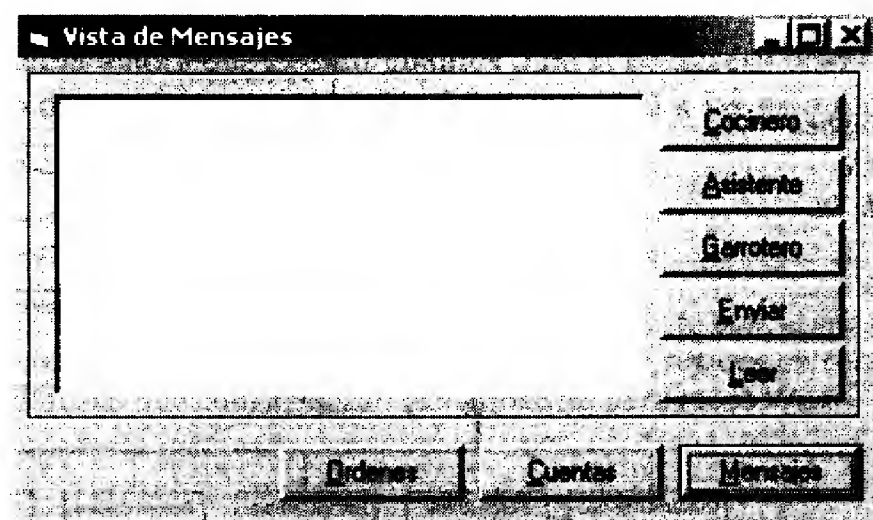 Vista de Mensajes
Cocinero
Asistente
Garrotero
Enviar
Leer
Ordenes
Cuentas
Mensajes